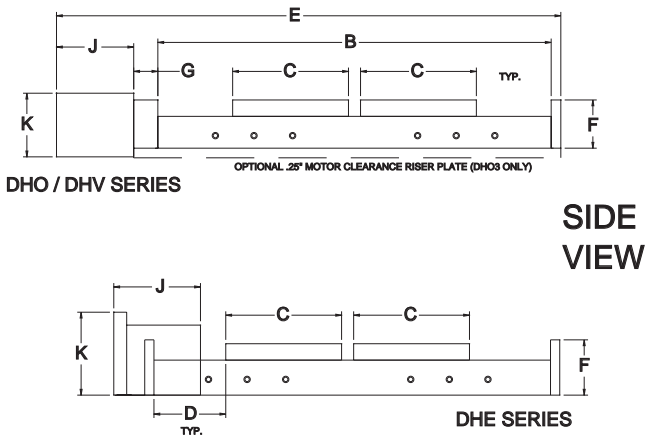 E
J
B
G
C
C
TYP.
K
F
OPTIONAL .25" MOTOR CLEARANCE RISER PLATE (DHO3 ONLY)
DHO / DHV SERIES
SIDE
VIEW
J
C
C
K
F
D
TYP.
DHE SERIES